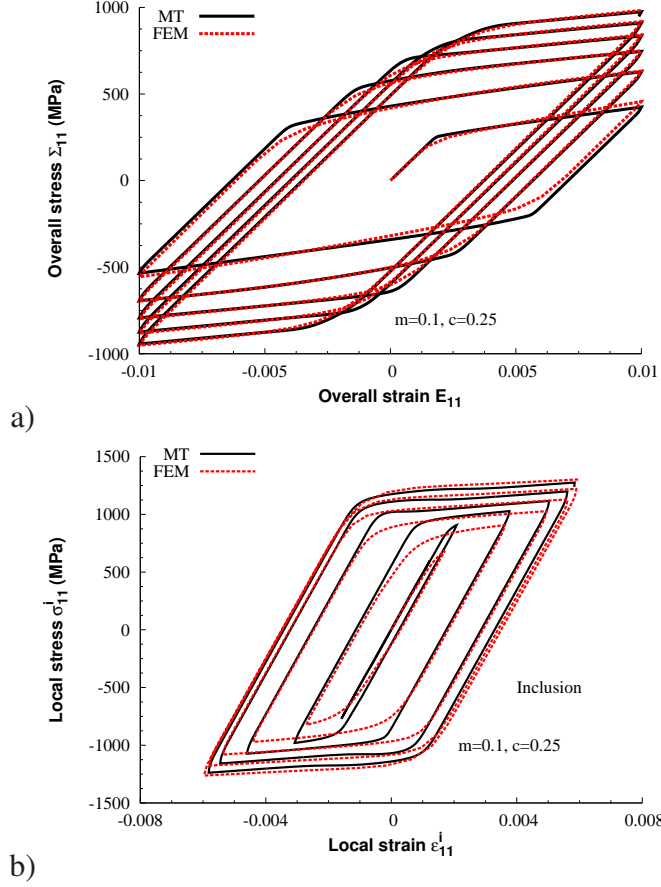 1000
500
0
-500
-1000
-0.01
-0.005
0
0.005
0.01
Overall stress Σ11 (MPa)
Overall strain E11
MT
FEM
m=0.1, c=0.25
a)
1500
1000
500
0
-500
-1000
-1500
-0.008
-0.004
0
0.004
0.008
Local stress σ11^i (MPa)
Local strain ε11^i
MT
FEM
Inclusion
m=0.1, c=0.25
b)